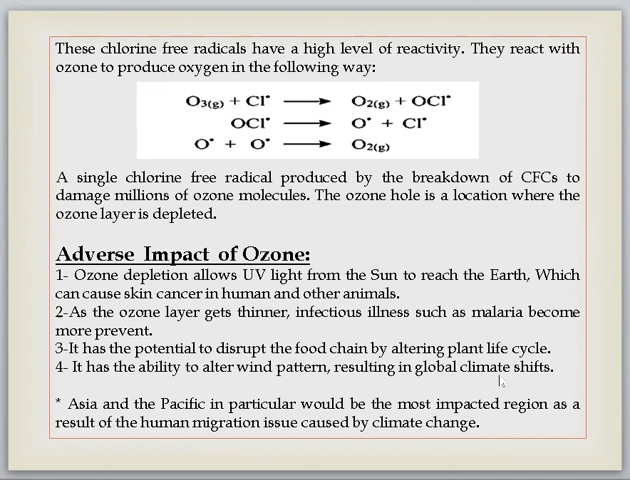 These chlorine free radicals have a high level of reactivity. They react with
ozone to produce oxygen in the following way:
O3(g) + Cl• ⟶ O2(g) + OCl•
OCl• ⟶ O• + Cl•
O• + O• ⟶ O2(g)
A single chlorine free radical produced by the breakdown of CFCs to
damage millions of ozone molecules. The ozone hole is a location where the
ozone layer is depleted.
Adverse Impact of Ozone:
1- Ozone depletion allows UV light from the Sun to reach the Earth, Which
can cause skin cancer in human and other animals.
2-As the ozone layer gets thinner, infectious illness such as malaria become
more prevent.
3-It has the potential to disrupt the food chain by altering plant life cycle.
4- It has the ability to alter wind pattern, resulting in global climate shifts.
* Asia and the Pacific in particular would be the most impacted region as a
result of the human migration issue caused by climate change.